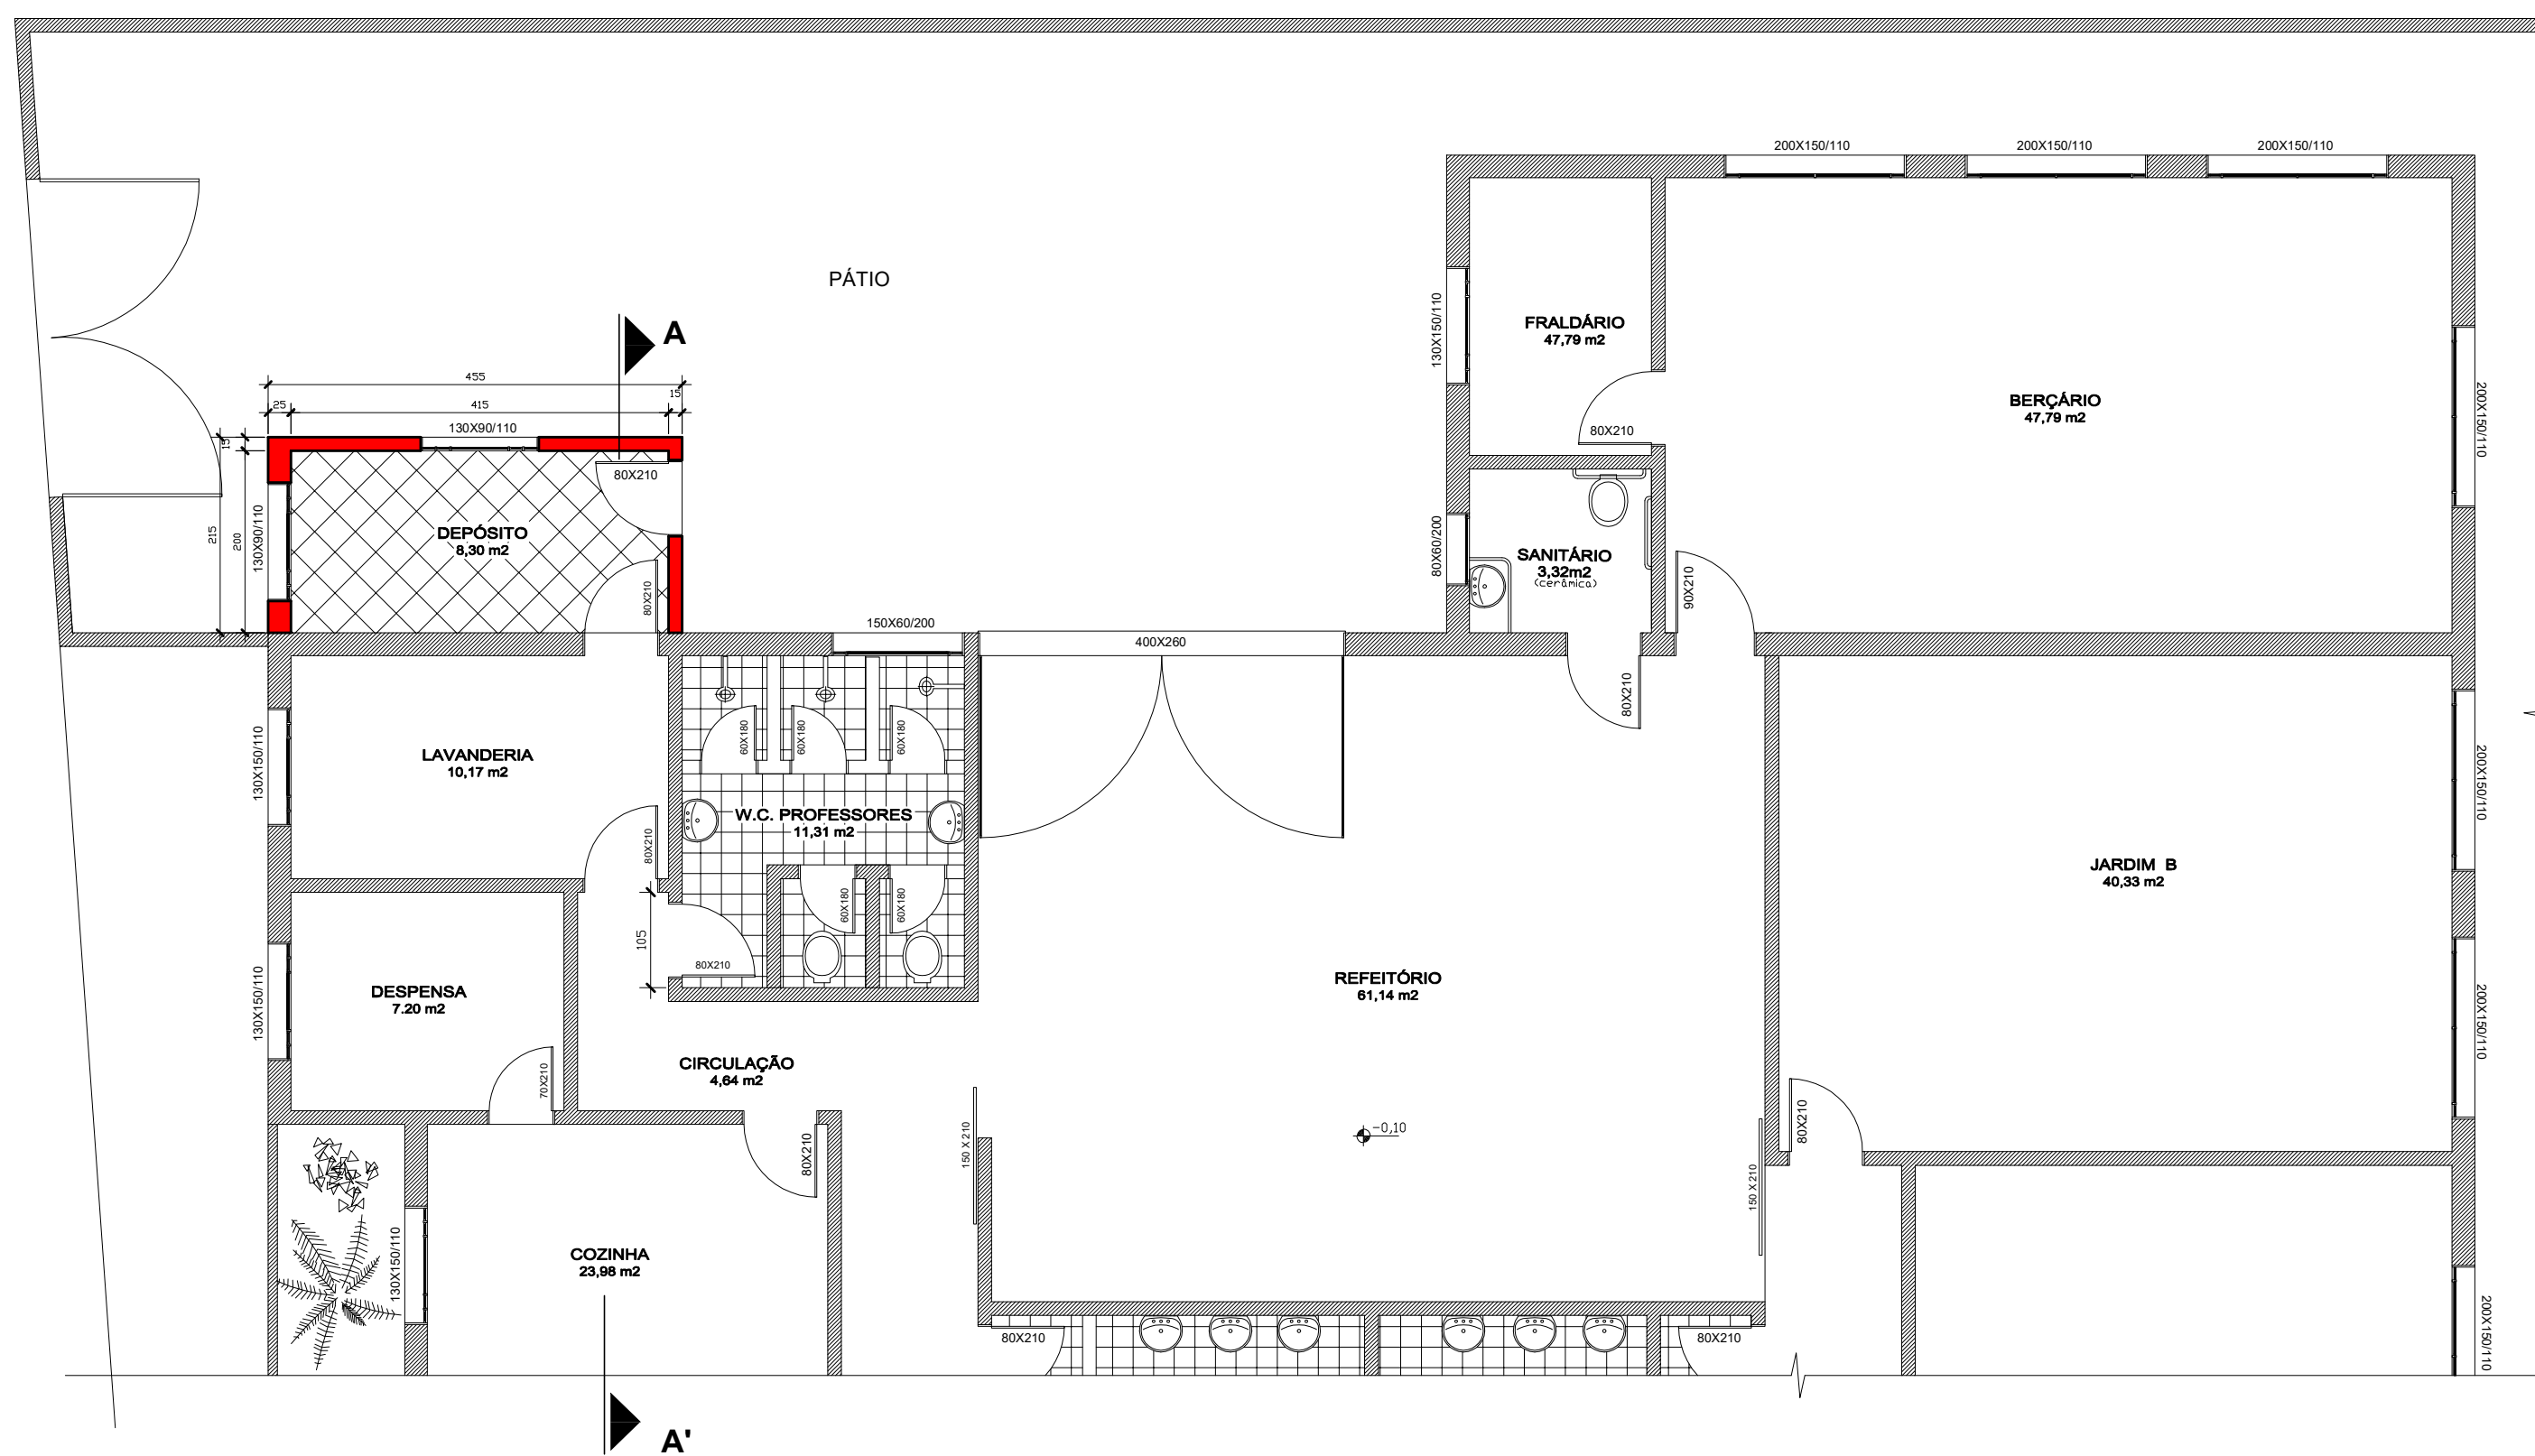 200X150/110
200X150/110
200X150/110
PÁTIO
A
FRALDÁRIO
47,79 m2
130X150/110
BERÇÁRIO
47,79 m2
200X150/110
80X210
455
25
415
15
130X90/110
15
215
200
130X90/110
80X210
DEPÓSITO
8,30 m2
80X210
80X60/200
SANITÁRIO
3,32m2
(cerâmica)
90X210
150X60/200
400X260
80X210
60X180
60X180
60X180
130X150/110
LAVANDERIA
10,17 m2
W.C. PROFESSORES
11,31 m2
80X210
200X150/110
JARDIM B
40,33 m2
60X180
60X180
105
80X210
130X150/110
DESPENSA
7.20 m2
REFEITÓRIO
61,14 m2
200X150/110
CIRCULAÇÃO
4,64 m2
70X210
150 X 210
-0,10
80X210
80X210
150 X 210
130X150/110
COZINHA
23,98 m2
80X210
80X210
200X150/110
A'